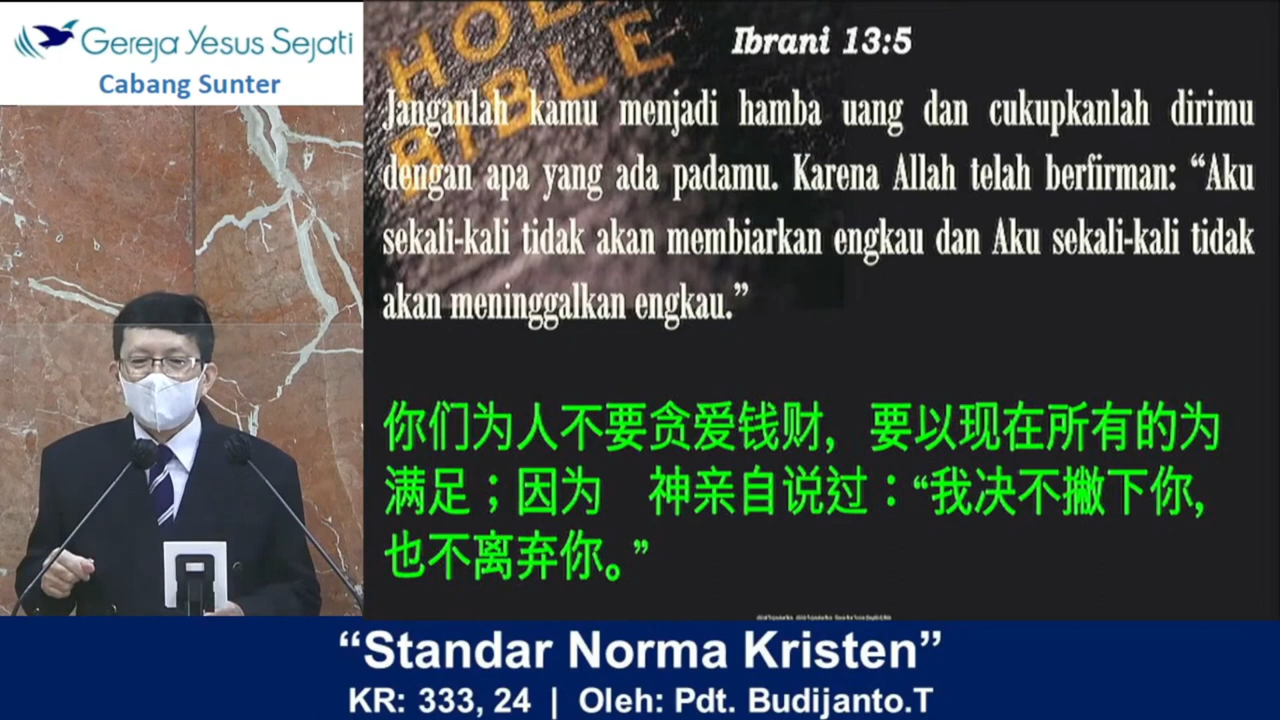 Gereja Yesus Sejati
Cabang Sunter
HOLY
BIBLE
Ibrani 13:5
Janganlah kamu menjadi hamba uang dan cukupkanlah dirimu
dengan apa yang ada padamu. Karena Allah telah berfirman: “Aku
sekali-kali tidak akan membiarkan engkau dan Aku sekali-kali tidak
akan meninggalkan engkau.”
你们为人不要贪爱钱财，要以现在所有的为
满足；因为　神亲自说过：“我决不撇下你，
也不离弃你。”
“Standar Norma Kristen”
KR: 333, 24 | Oleh: Pdt. Budijanto.T